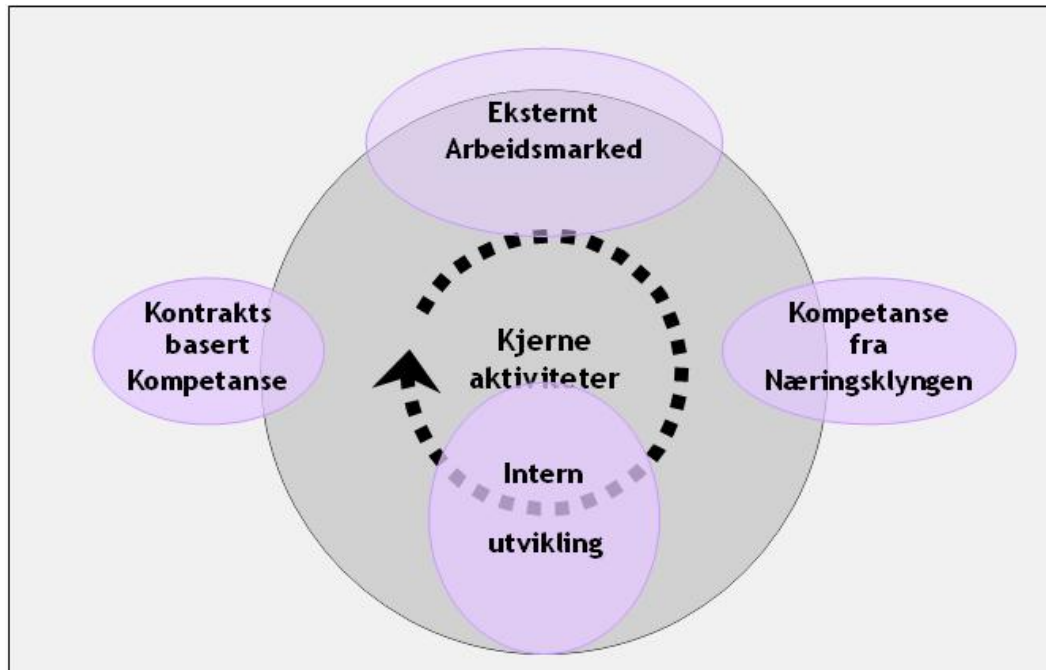 Eksternt
Arbeidsmarked
Kontrakts
basert
Kompetanse
Kjerne
aktiviteter
Kompetanse
fra
Næringsklyngen
Intern
utvikling